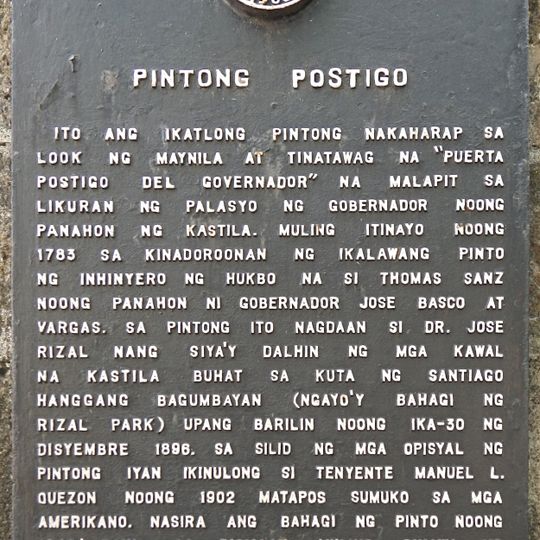 PINTONG POSTIGO
ITO ANG IKATLONG PINTONG NAKAHARAP SA
LOOK NG MAYNILA AT TINATAWAG NA "PUERTA
POSTIGO DEL GOVERNADOR" NA MALAPIT SA
LIKURAN NG PALASYO NG GOBERNADOR NOONG
PANAHON NG KASTILA. MULING ITINAYO NOONG
1783 SA KINADOROONAN NG IKALAWANG PINTO
NG INHINYERO NG HUKBO NA SI THOMAS SANZ
NOONG PANAHON NI GOBERNADOR JOSE BASCO AT
VARGAS. SA PINTONG ITO NAGDAAN SI DR. JOSE
RIZAL NANG SIYA'Y DALHIN NG MGA KAWAL
NA KASTILA BUHAT SA KUTA NG SANTIAGO
HANGGANG BAGUMBAYAN (NGAYO'Y BAHAGI NG
RIZAL PARK) UPANG BARILIN NOONG IKA-30 NG
DISYEMBRE 1896. SA SILID NG MGA OPISYAL NG
PINTONG IYAN IKINULONG SI TENYENTE MANUEL L.
QUEZON NOONG 1902 MATAPOS SUMUKO SA MGA
AMERIKANO. NASIRA ANG BAHAGI NG PINTO NOONG